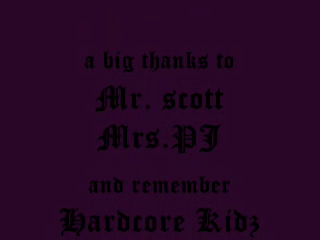 a big thanks to
Mr. scott
Mrs.PJ
and remember
Hardcore Kidz